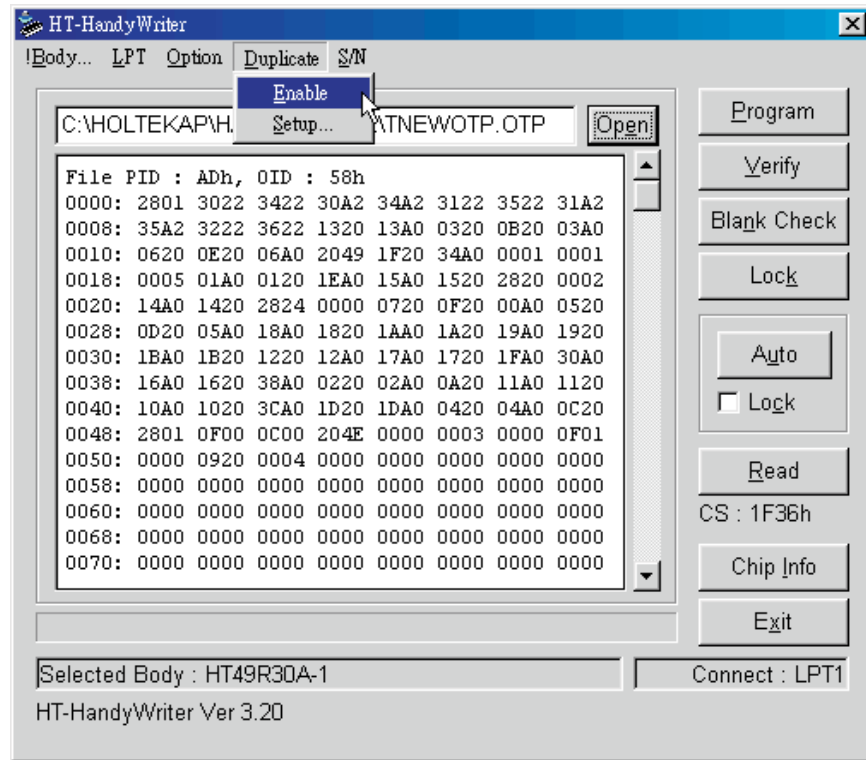 HT-HandyWriter
!Body... LPT Option Duplicate S/N
Enable
Setup...
C:\HOLTEKAP\H TNEWOTP.OTP Open
File PID : ADh, OID : 58h
0000: 2801 3022 3422 30A2 34A2 3122 3522 31A2
0008: 35A2 3222 3622 1320 13A0 0320 0B20 03A0
0010: 0620 0E20 06A0 2049 1F20 34A0 0001 0001
0018: 0005 01A0 0120 1EA0 15A0 1520 2820 0002
0020: 14A0 1420 2824 0000 0720 0F20 00A0 0520
0028: 0D20 05A0 18A0 1820 1AA0 1A20 19A0 1920
0030: 1BA0 1B20 1220 12A0 17A0 1720 1FA0 30A0
0038: 16A0 1620 38A0 0220 02A0 0A20 11A0 1120
0040: 10A0 1020 3CA0 1D20 1DA0 0420 04A0 0C20
0048: 2801 0F00 0C00 204E 0000 0003 0000 0F01
0050: 0000 0920 0004 0000 0000 0000 0000 0000
0058: 0000 0000 0000 0000 0000 0000 0000 0000
0060: 0000 0000 0000 0000 0000 0000 0000 0000
0068: 0000 0000 0000 0000 0000 0000 0000 0000
0070: 0000 0000 0000 0000 0000 0000 0000 0000
Program
Verify
Blank Check
Lock
Auto
Lock
Read
CS : 1F36h
Chip Info
Exit
Selected Body : HT49R30A-1
Connect : LPT1
HT-HandyWriter Ver 3.20